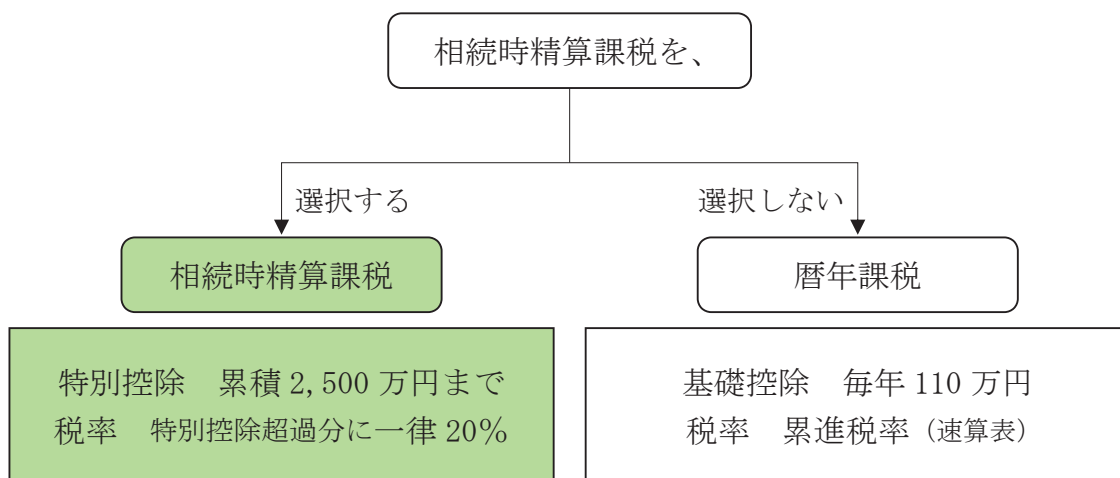 相続時精算課税を、
選択する
選択しない
相続時精算課税
暦年課税
特別控除　累積 2,500 万円まで
税率　特別控除超過分に一律 20%
基礎控除　毎年 110 万円
税率　累進税率（速算表）